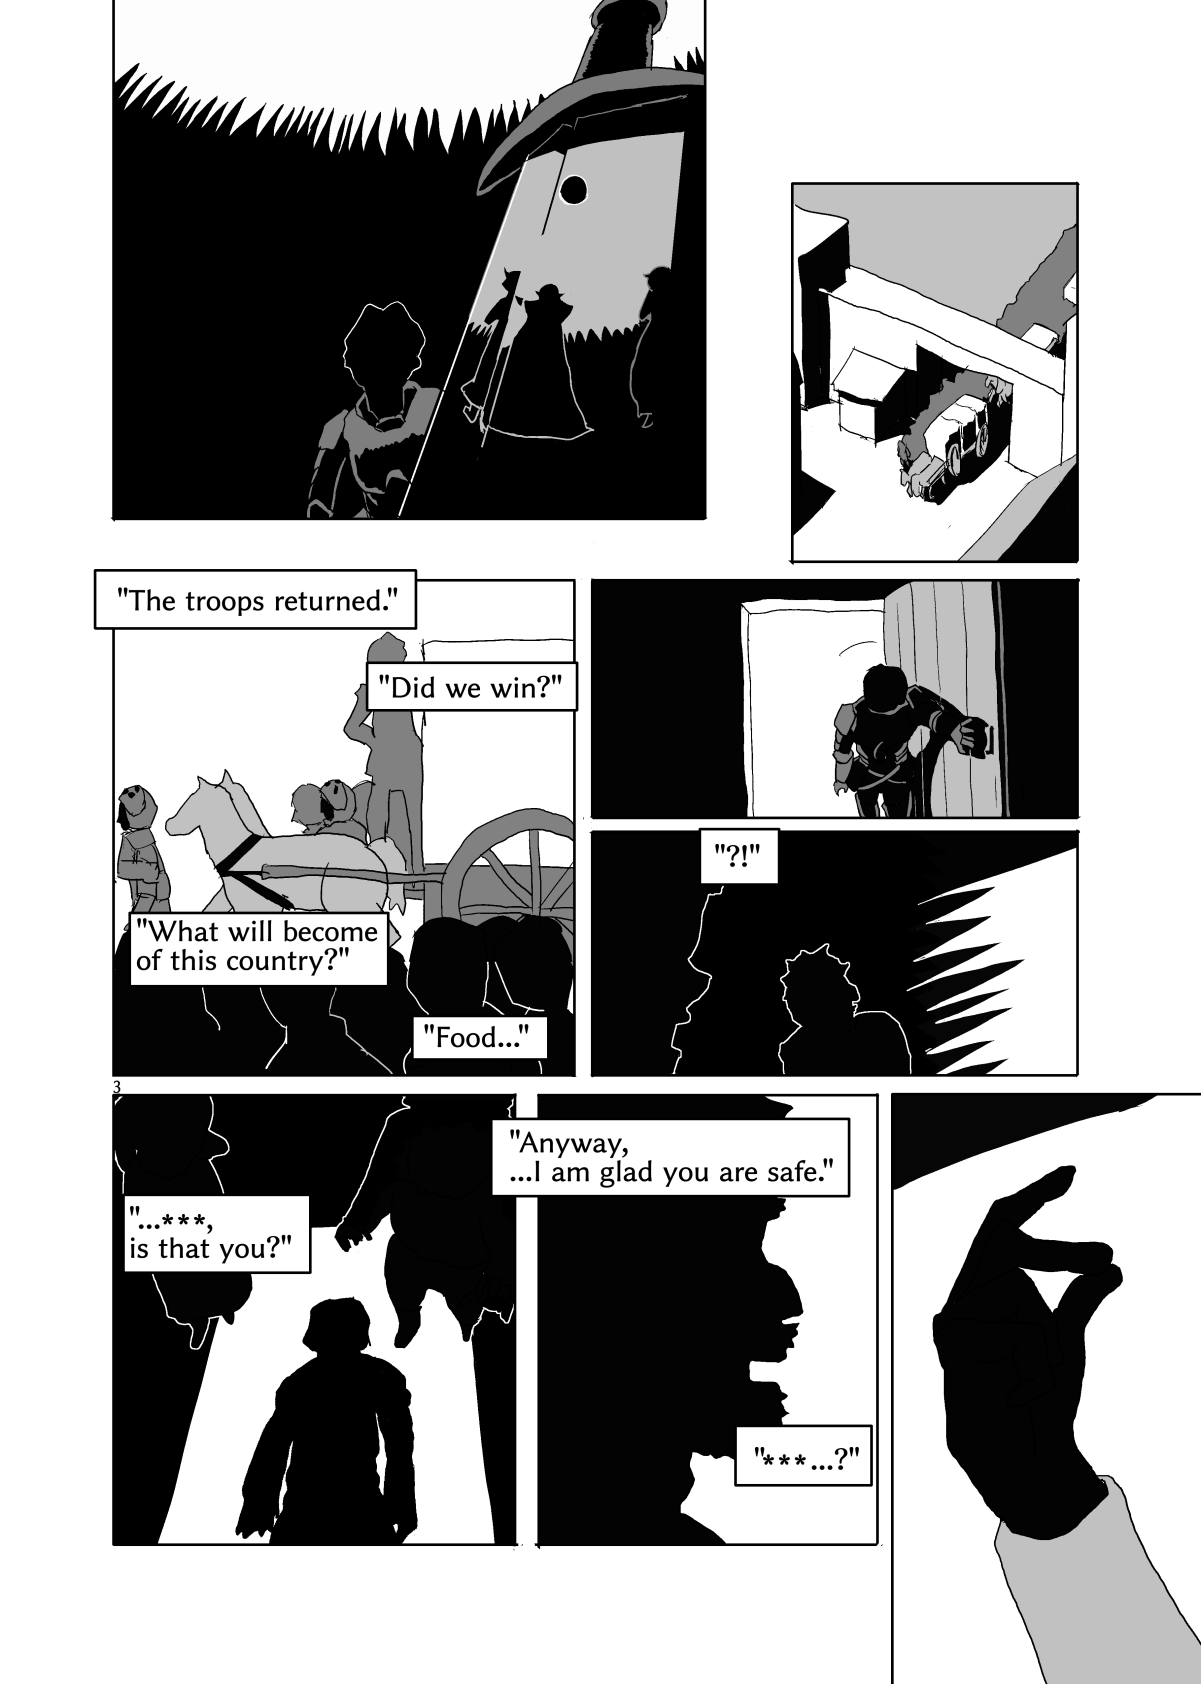 "The troops returned."
"Did we win?"
"What will become
of this country?"
"Food..."
"?!"
3
"...***,
is that you?"
"Anyway,
...I am glad you are safe."
"***...?"